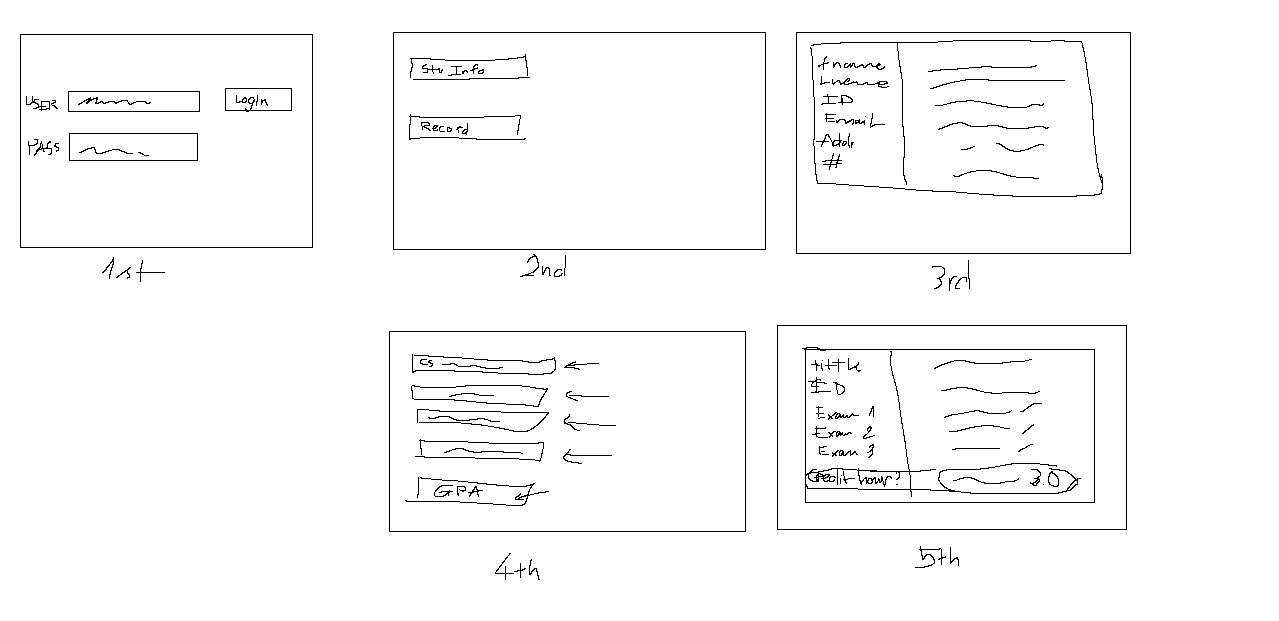 USER
LogIn
PASS
1st
Stu Info
Record
2nd
fname
Lname
ID
Email
Addr
#
3rd
CS
GPA
4th
tittle
ID
Exam 1
Exam 2
Exam 3
Credit hour? 3.0
5th